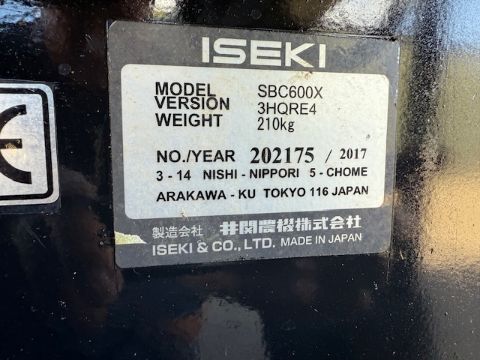 ISEKI
MODEL SBC600X
VERSION 3HQRE4
WEIGHT 210kg
NO./YEAR 202175 / 2017
3 - 14 NISHI - NIPPORI 5 - CHOME
ARAKAWA - KU TOKYO 116 JAPAN
製造会社 井関農機株式会社
ISEKI & CO., LTD. MADE IN JAPAN
CE